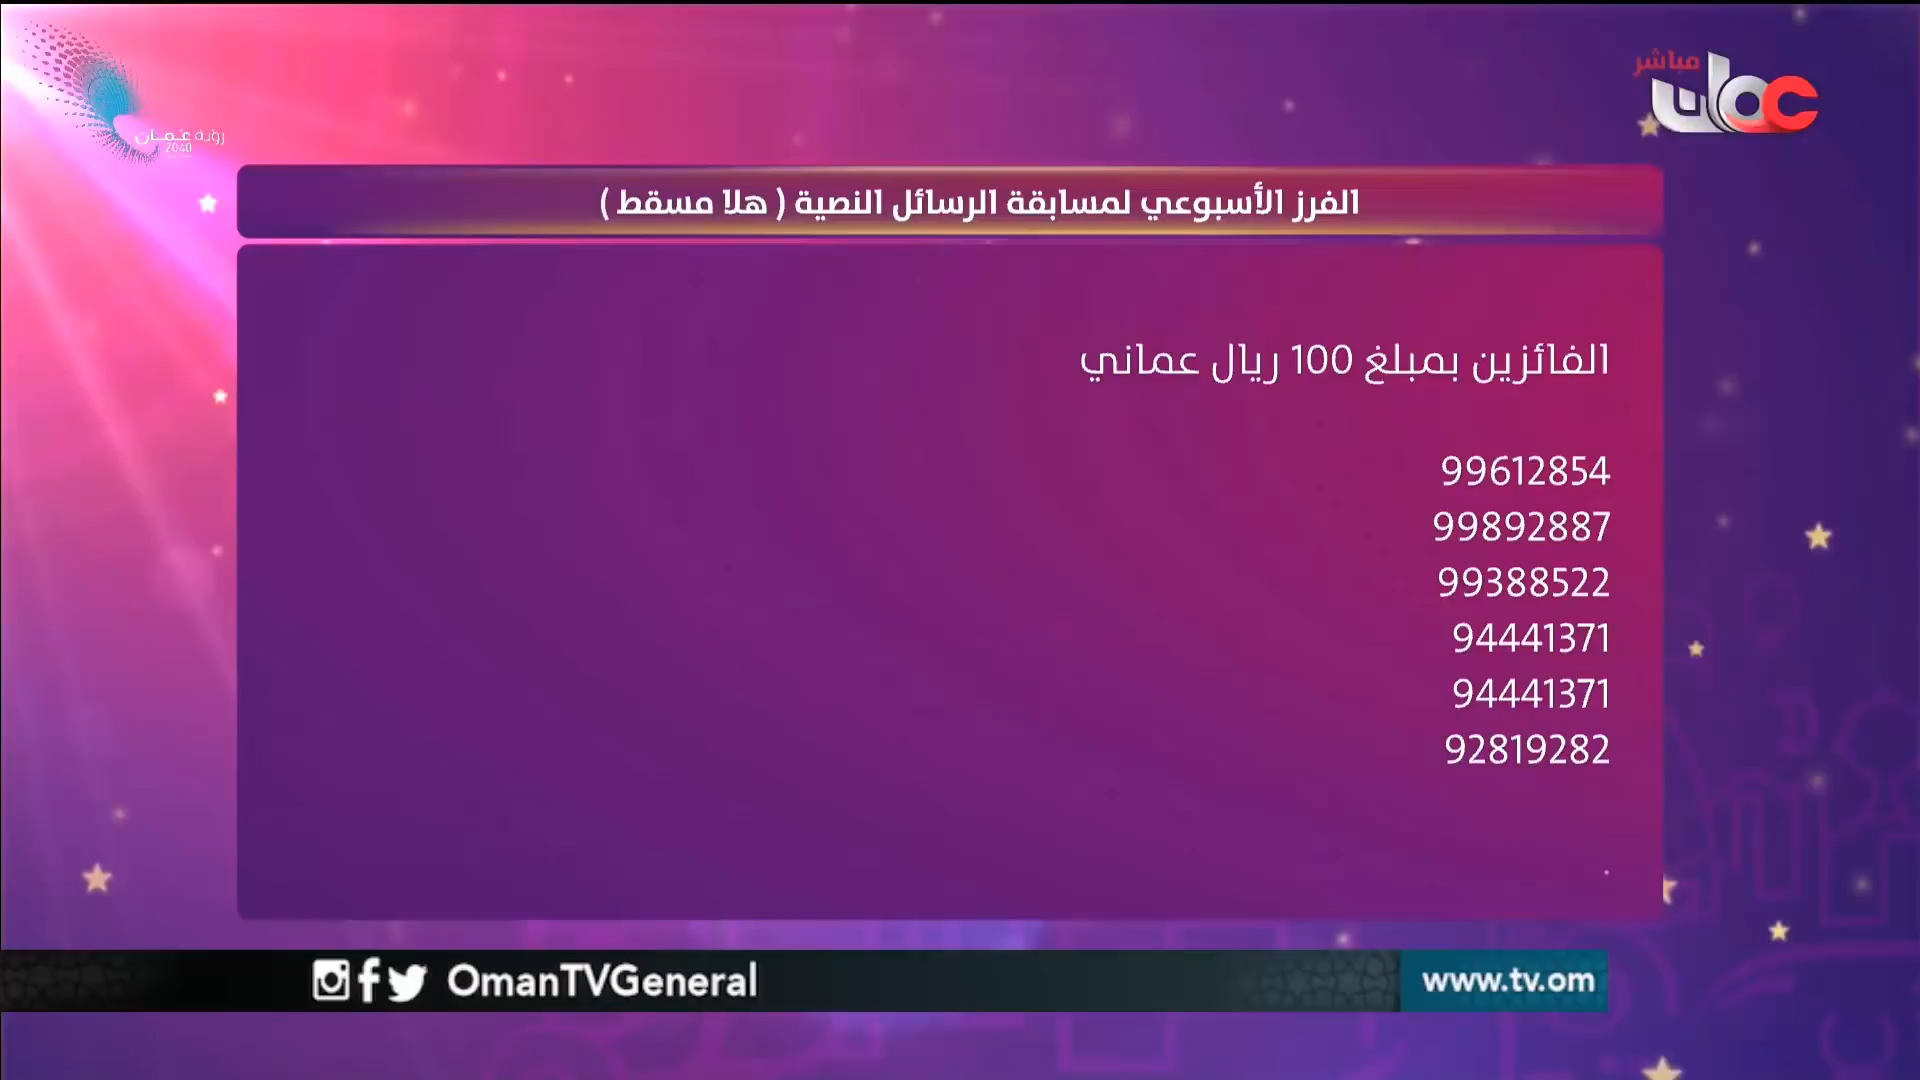 رؤية عُمان
2040
مباشر
عمان
الفرز الأسبوعي لمسابقة الرسائل النصية ( هلا مسقط )
الفائزين بمبلغ 100 ريال عماني
99612854
99892887
99388522
94441371
94441371
92819282
.
OmanTVGeneral
www.tv.om